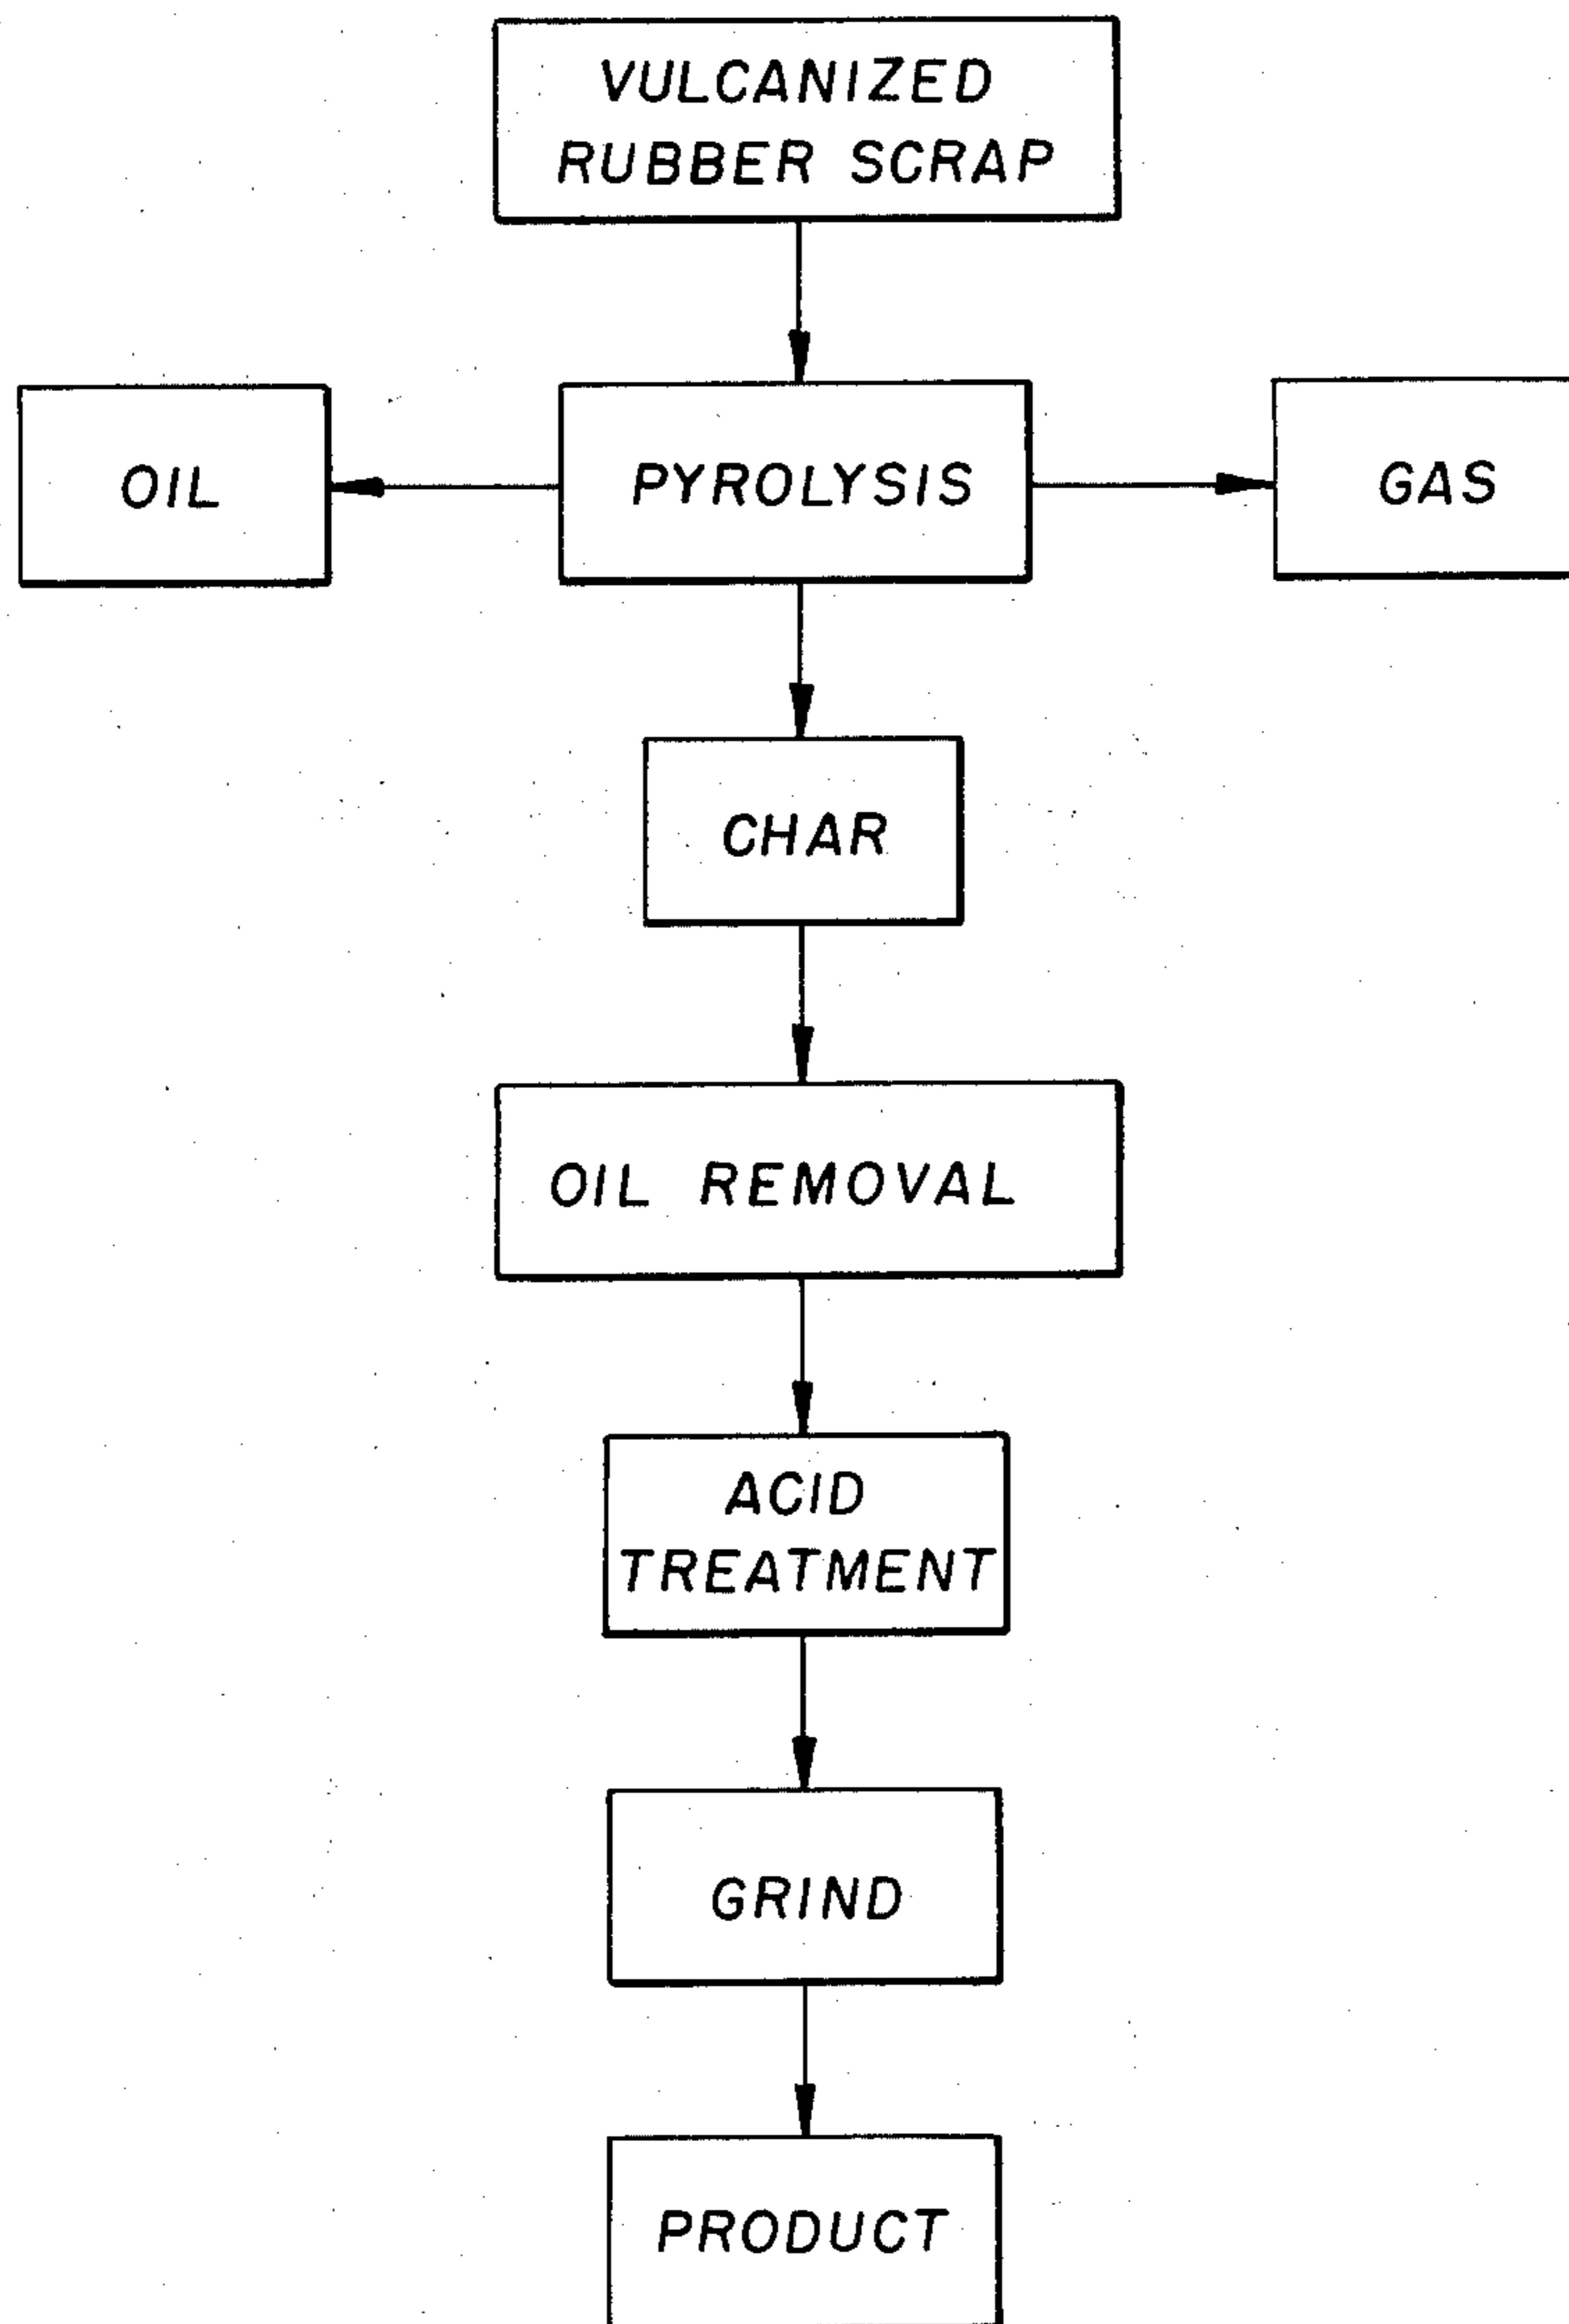 VULCANIZED
RUBBER SCRAP
OIL
PYROLYSIS
GAS
CHAR
OIL REMOVAL
ACID
TREATMENT
GRIND
PRODUCT